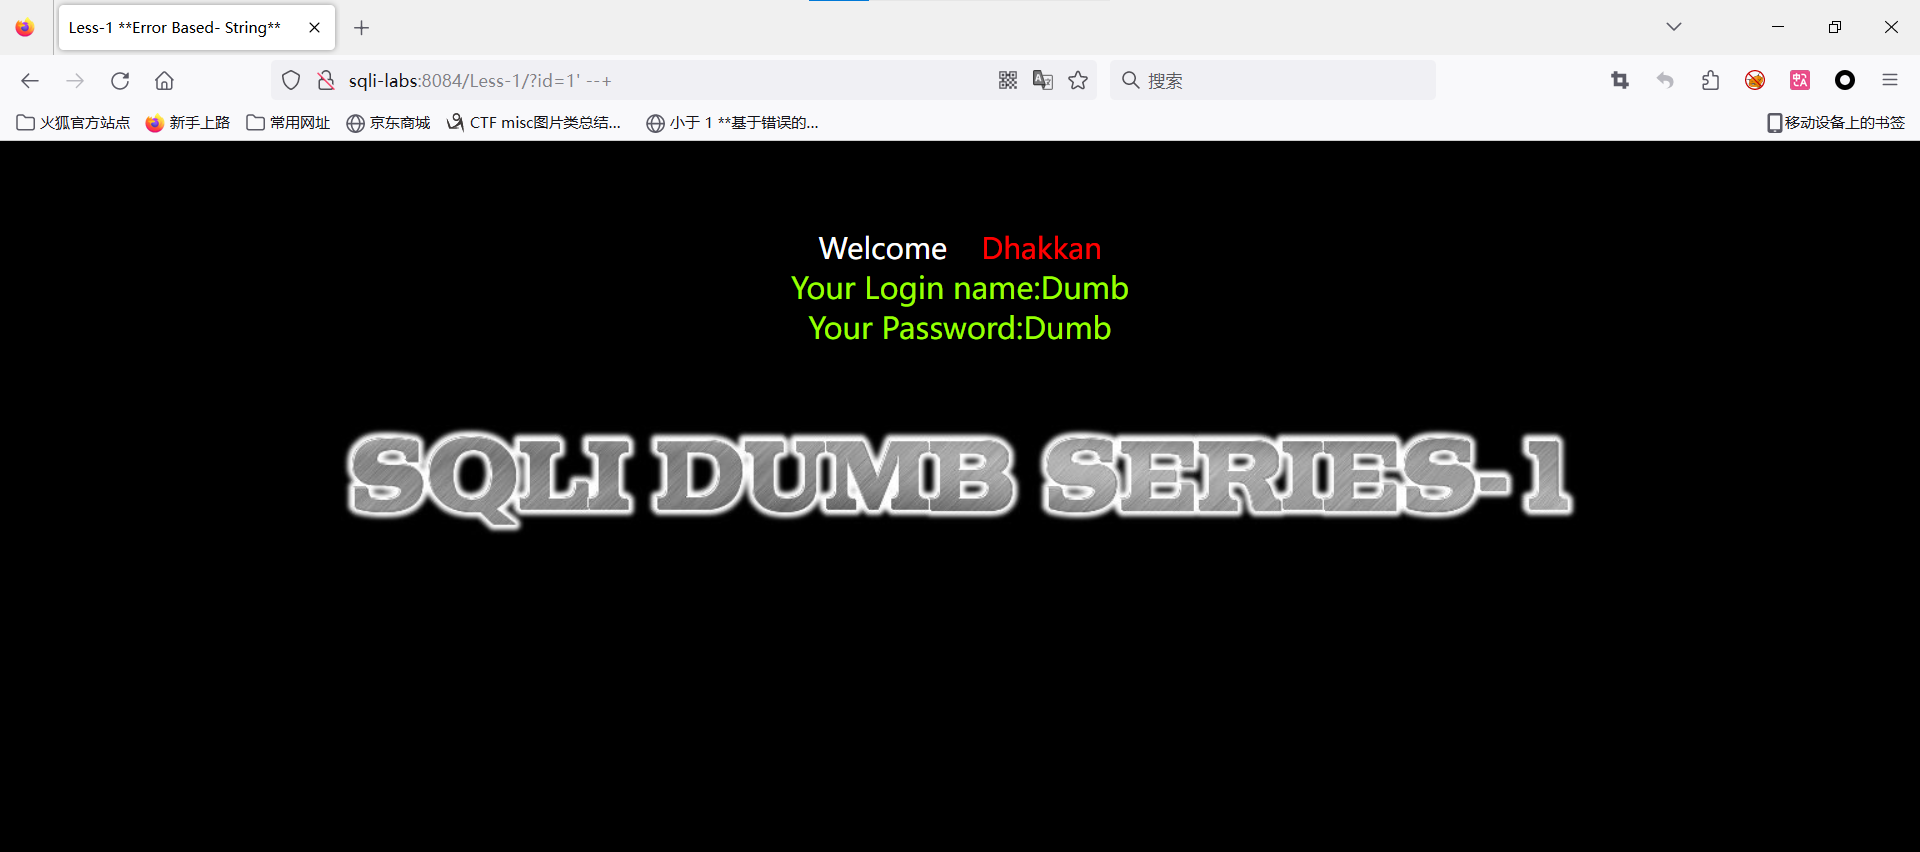 Less-1 **Error Based- String**
sqli-labs:8084/Less-1/?id=1' --+
搜索
火狐官方站点 新手上路 常用网址 京东商城 CTF misc图片类总结... 小于 1 **基于错误的... 移动设备上的书签
Welcome Dhakkan
Your Login name:Dumb
Your Password:Dumb
SQLI DUMB SERIES-1